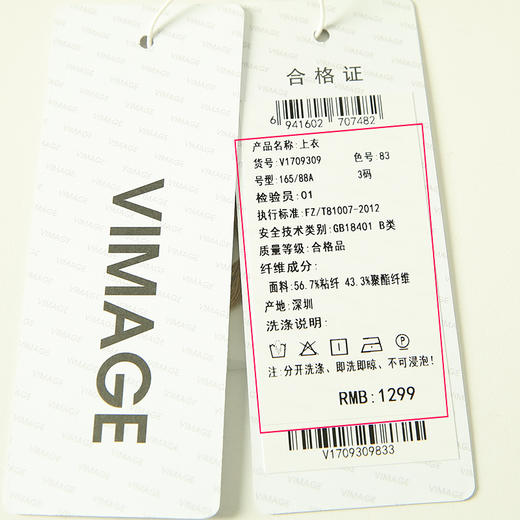 VIMAGE
合格证
6 941602 707482
产品名称:上衣
货号:V1709309 色号:83
号型:165/88A 3码
检验员:01
执行标准:FZ/T81007-2012
安全技术类别:GB18401 B类
质量等级:合格品
纤维成分:
面料:56.7%粘纤 43.3%聚酯纤维
产地:深圳
洗涤说明:
注:分开洗涤、即洗即晾、不可浸泡!
RMB:1299
V1709309833